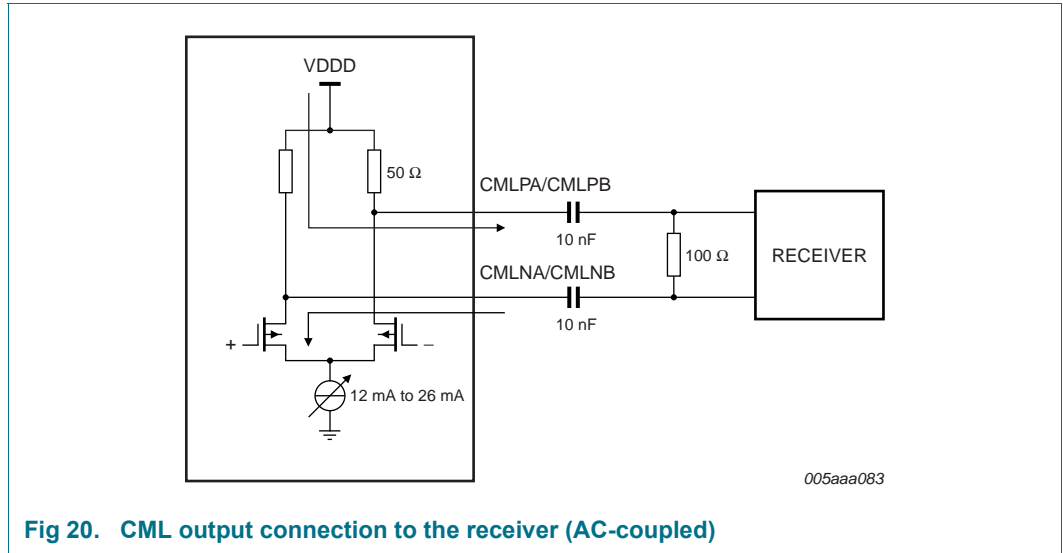 VDDD
50 Ω
CMLPA/CMLPB
10 nF
100 Ω
RECEIVER
CMLNA/CMLNB
10 nF
+
−
12 mA to 26 mA
005aaa083
Fig 20. CML output connection to the receiver (AC-coupled)